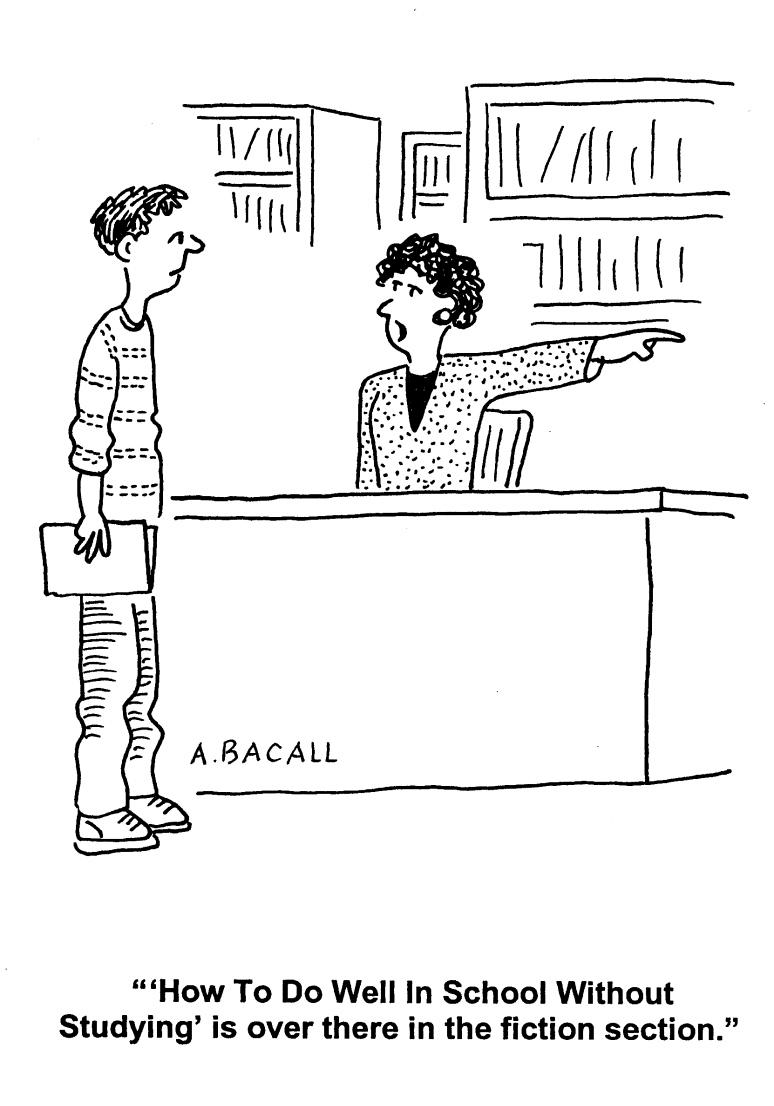 A. BACALL
“‘How To Do Well In School Without
Studying’ is over there in the fiction section.”